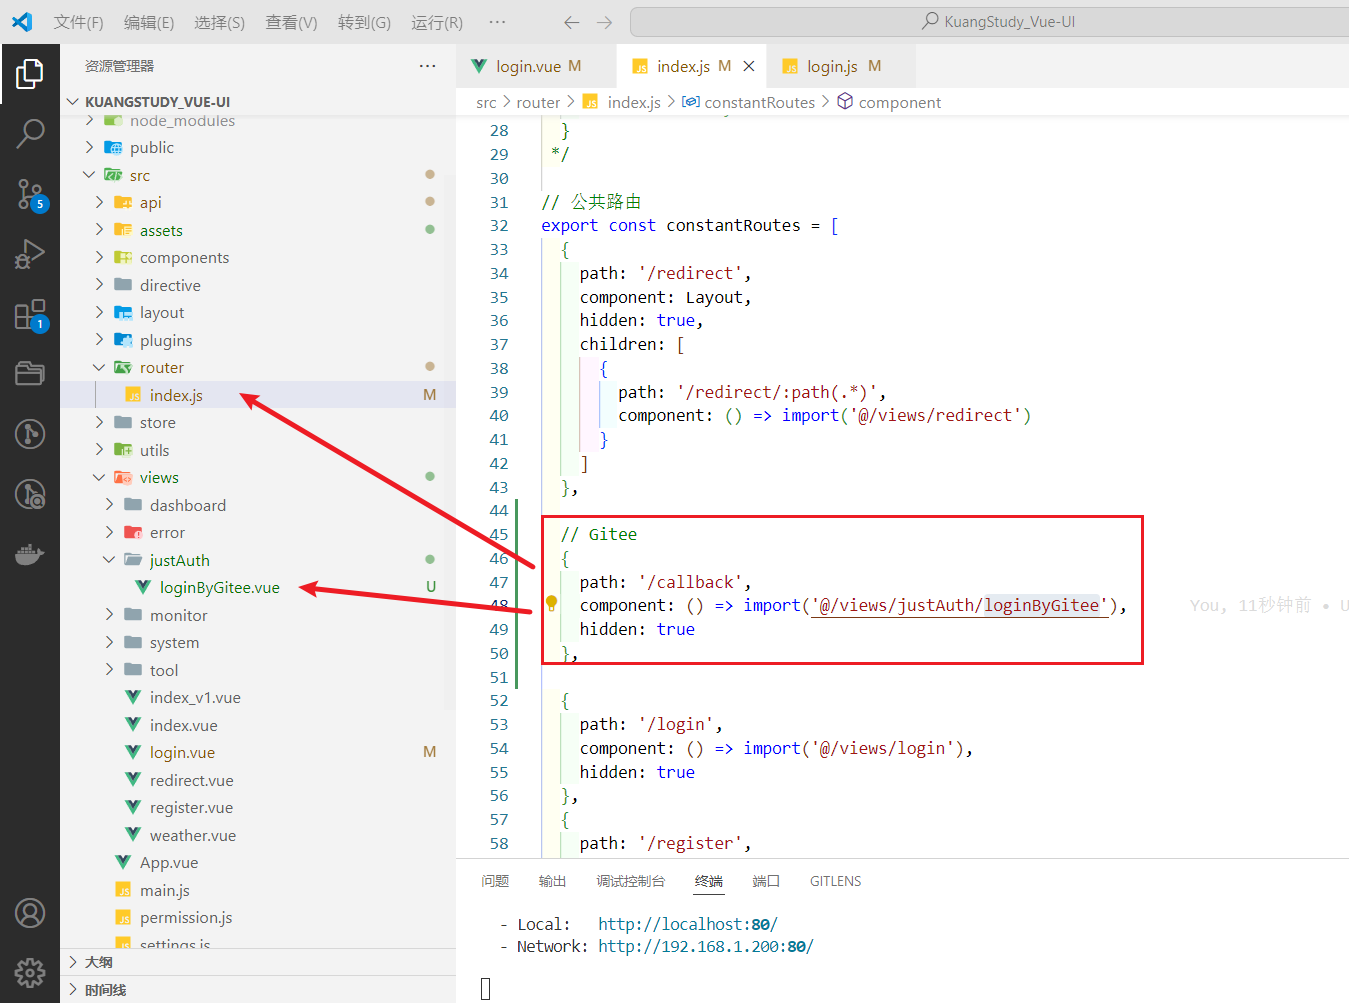 文件(F) 编辑(E) 选择(S) 查看(V) 转到(G) 运行(R) ··· KuangStudy_Vue-UI
资源管理器 ···
KUANGSTUDY_VUE-UI
node_modules
public
src
api
assets
components
directive
layout
plugins
router
index.js M
store
utils
views
dashboard
error
justAuth
loginByGitee.vue U
monitor
system
tool
index_v1.vue
index.vue
login.vue M
redirect.vue
register.vue
weather.vue
App.vue
main.js
permission.js
settings.js
大纲
时间线
5
1
login.vue M
index.js M
login.js M
src > router > index.js > constantRoutes > component
28 }
29 */
30
31 // 公共路由
32 export const constantRoutes = [
33 {
34 path: '/redirect',
35 component: Layout,
36 hidden: true,
37 children: [
38 {
39 path: '/redirect/:path(.*)',
40 component: () => import('@/views/redirect')
41 }
42 ]
43 },
44
45 // Gitee
46 {
47 path: '/callback',
48 component: () => import('@/views/justAuth/loginByGitee'), You, 11秒钟前 • U
49 hidden: true
50 },
51
52 {
53 path: '/login',
54 component: () => import('@/views/login'),
55 hidden: true
56 },
57 {
58 path: '/register',
问题 输出 调试控制台 终端 端口 GITLENS
- Local: http://localhost:80/
- Network: http://192.168.1.200:80/